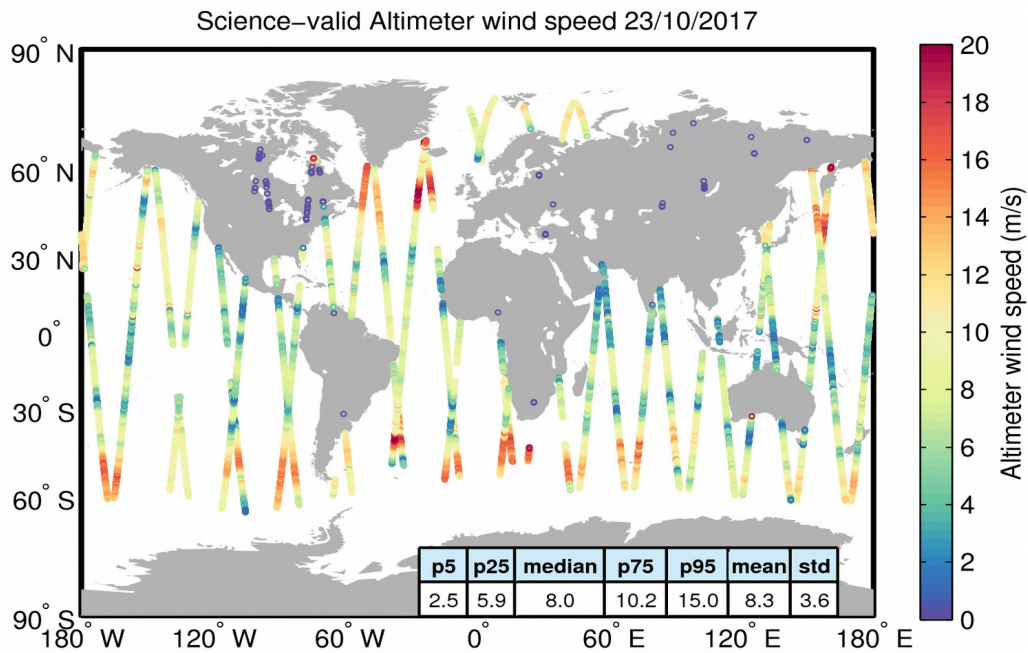 Science-valid Altimeter wind speed 23/10/2017
90° N
60° N
30° N
0°
30° S
60° S
90° S
180° W
120° W
60° W
0°
60° E
120° E
180° E
p5 p25 median p75 p95 mean std
2.5 5.9 8.0 10.2 15.0 8.3 3.6
20
18
16
14
12
10
8
6
4
2
0
Altimeter wind speed (m/s)